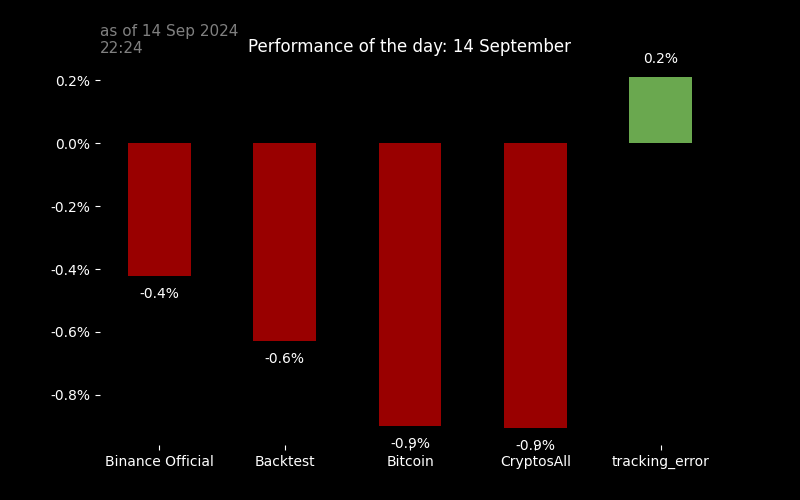 as of 14 Sep 2024
22:24
Performance of the day: 14 September
0.2%
0.2%
0.0%
-0.2%
-0.4%
-0.4%
-0.6%
-0.6%
-0.8%
-0.9%
-0.9%
Binance Official
Backtest
Bitcoin
CryptosAll
tracking_error